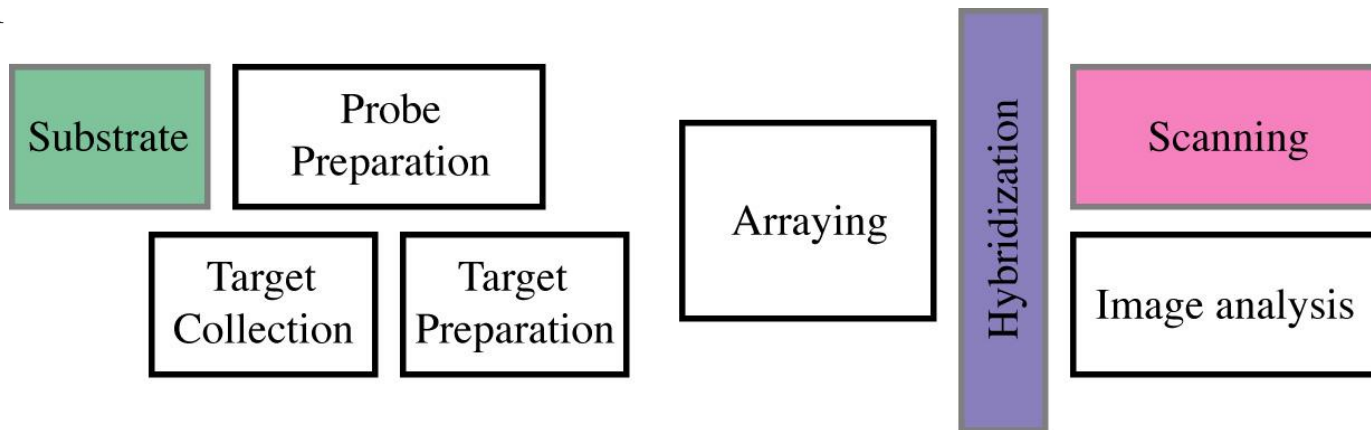 Substrate
Probe
Preparation
Target
Collection
Target
Preparation
Arraying
Hybridization
Scanning
Image analysis